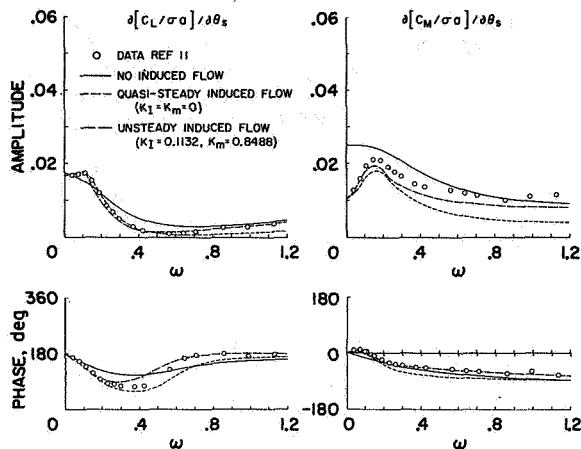 ∂[C_L/σa]/∂θ_s
∂[C_M/σa]/∂θ_s
.06
.04
.02
0
AMPLITUDE
DATA REF 11
NO INDUCED FLOW
QUASI-STEADY INDUCED FLOW
(K_I=K_m=0)
UNSTEADY INDUCED FLOW
(K_I=0.1132, K_m=0.8488)
0 .4 .8 1.2
ω
.06
.04
.02
0
0 .4 .8 1.2
ω
360
180
0
PHASE, deg
0 .4 .8 1.2
ω
180
0
-180
0 .4 .8 1.2
ω